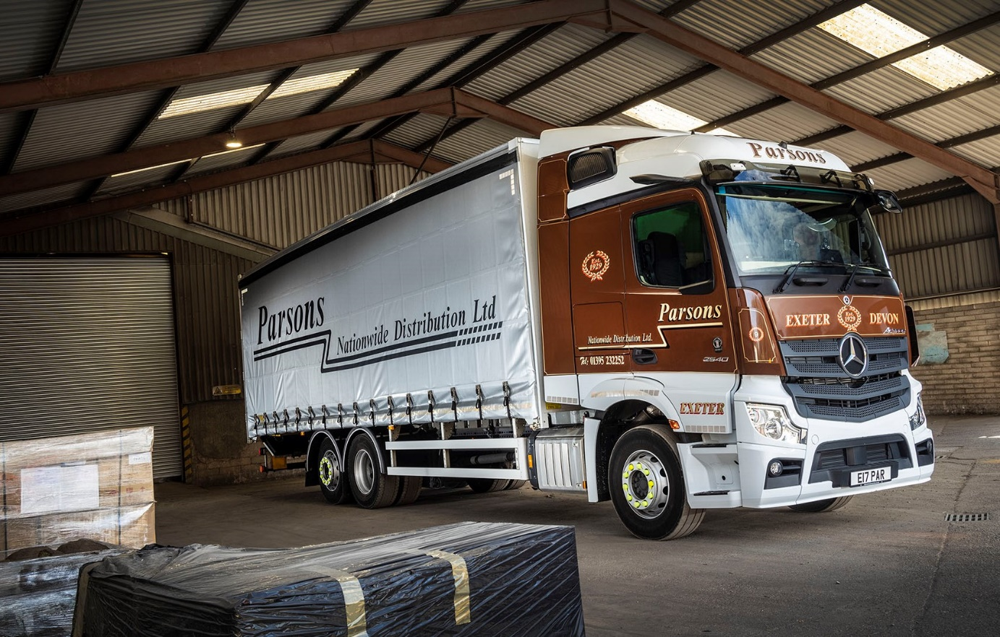 Parsons
Parsons
Nationwide Distribution Ltd
Est.
1929
Parsons
Nationwide Distribution Ltd.
Tel: 01395 232252
2540
EXETER
EXETER
Est.
1929
DEVON
Actros
E17 PAR